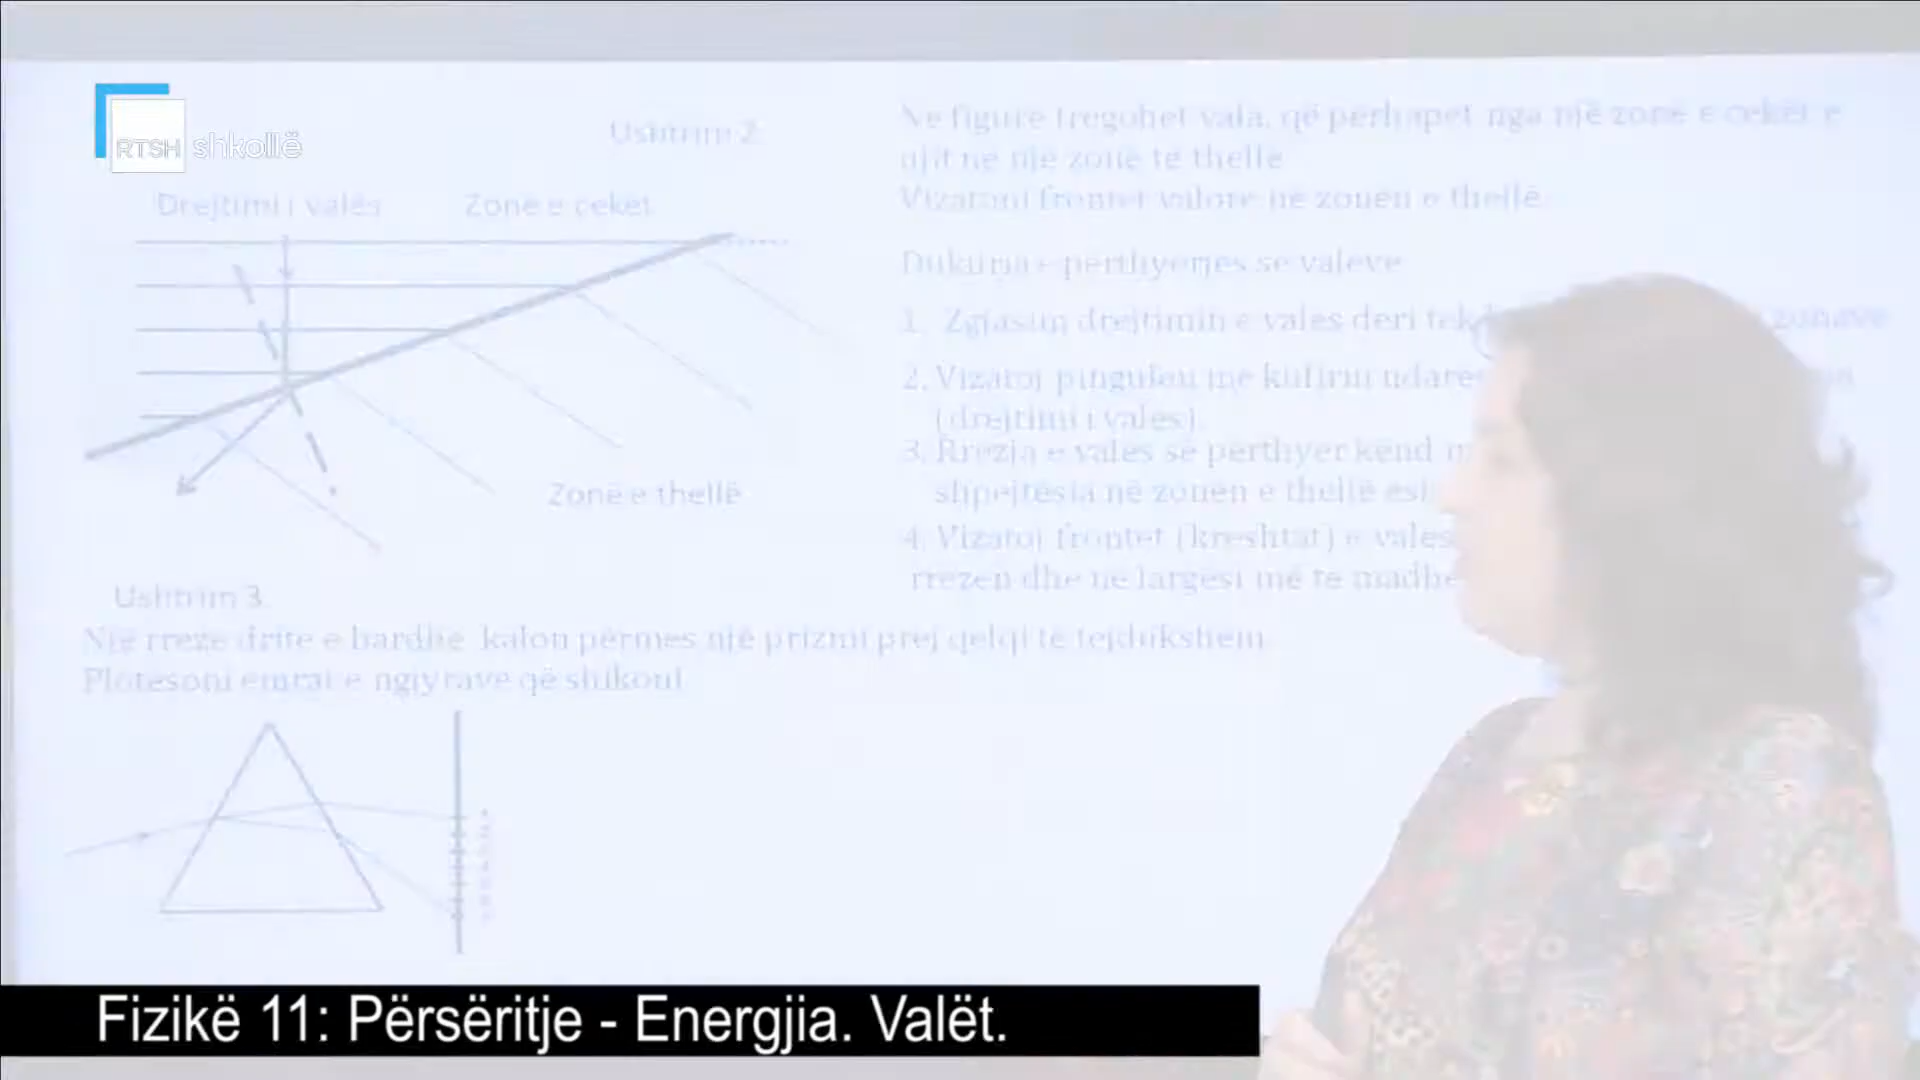 RTSH shkollë
Ushtrim 2
Në figurë tregohet vala, që përhapet nga një zonë e cekët e
ujit në një zonë të thellë
Vizatoni frontet valore në zonën e thellë.
Drejtimi i valës
Zonë e cekët
Dukuria e përthyerjes së valëve
1. Zgjasim drejtimin e valës deri tek zonave
2. Vizatoj pingulen me kufirin ndarës
(drejtimi i valës).
3. Rrezja e valës së përthyer kënd
shpejtësia në zonën e thellë
Zonë e thellë
4. Vizatoj frontet (kreshtat) e valës
rrezen dhe në largësi më të madhe
Ushtrim 3
Një rreze drite e bardhë kalon përmes një prizmi prej qelqi të tejdukshëm
Plotësoni emrat e ngjyrave që shikoni
Fizikë 11: Përsëritje - Energjia. Valët.